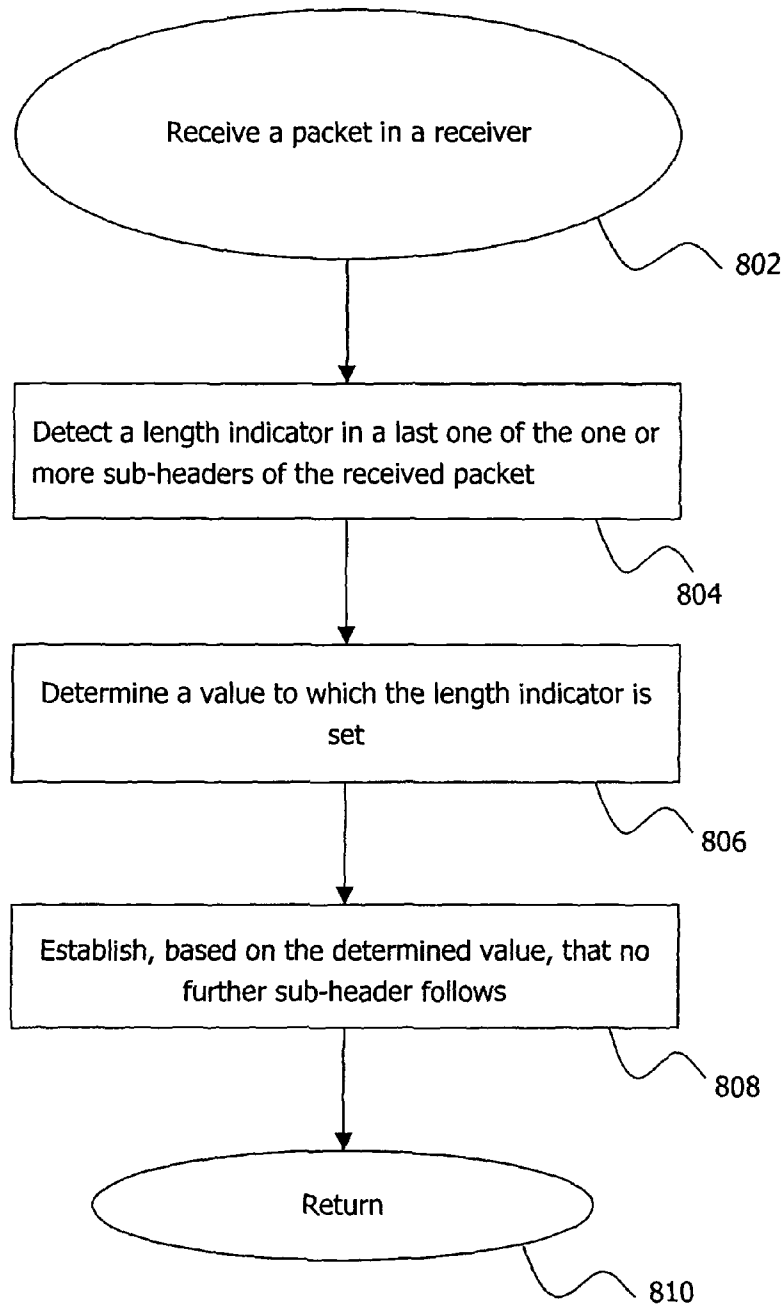 Receive a packet in a receiver
802
Detect a length indicator in a last one of the one or
more sub-headers of the received packet
804
Determine a value to which the length indicator is
set
806
Establish, based on the determined value, that no
further sub-header follows
808
Return
810